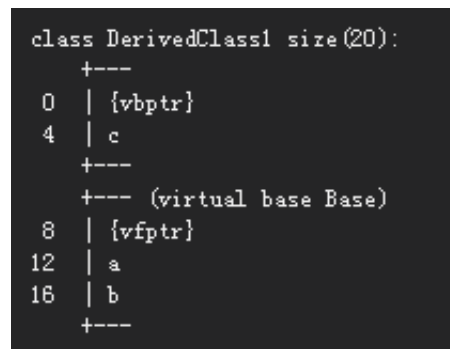 class DerivedClass1 size(20):
+---
0 | {vbptr}
4 | c
+---
+--- (virtual base Base)
8 | {vfptr}
12 | a
16 | b
+---